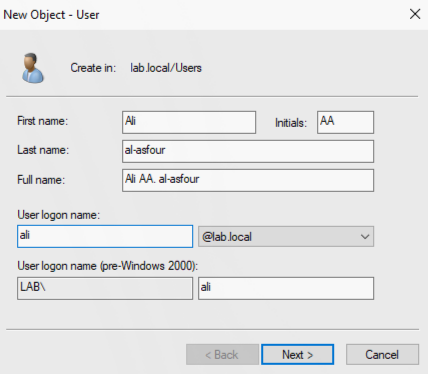 New Object - User
Create in: lab.local/Users
First name: Ali Initials: AA
Last name: al-asfour
Full name: Ali AA. al-asfour
User logon name:
ali @lab.local
User logon name (pre-Windows 2000):
LAB\ ali
< Back Next > Cancel